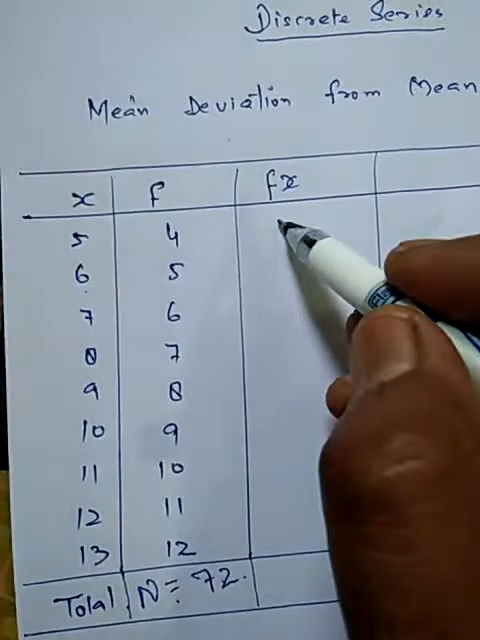 Discrete Series
Mean Deviation from Mean
x f fx
5 4
6 5
7 6
8 7
9 8
10 9
11 10
12 11
13 12
Total N = 72.